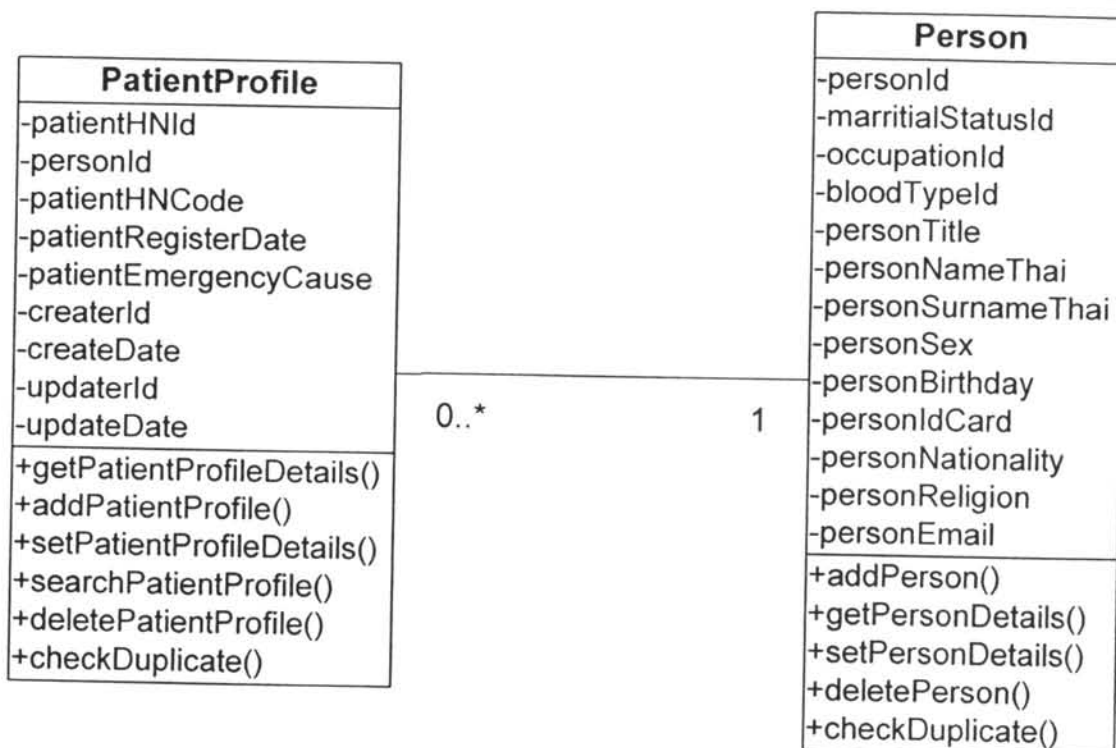 PatientProfile
-patientHNId
-personId
-patientHNCode
-patientRegisterDate
-patientEmergencyCause
-createrId
-createDate
-updaterId
-updateDate
+getPatientProfileDetails()
+addPatientProfile()
+setPatientProfileDetails()
+searchPatientProfile()
+deletePatientProfile()
+checkDuplicate()
0..*
1
Person
-personId
-marritialStatusId
-occupationId
-bloodTypeId
-personTitle
-personNameThai
-personSurnameThai
-personSex
-personBirthday
-personIdCard
-personNationality
-personReligion
-personEmail
+addPerson()
+getPersonDetails()
+setPersonDetails()
+deletePerson()
+checkDuplicate()